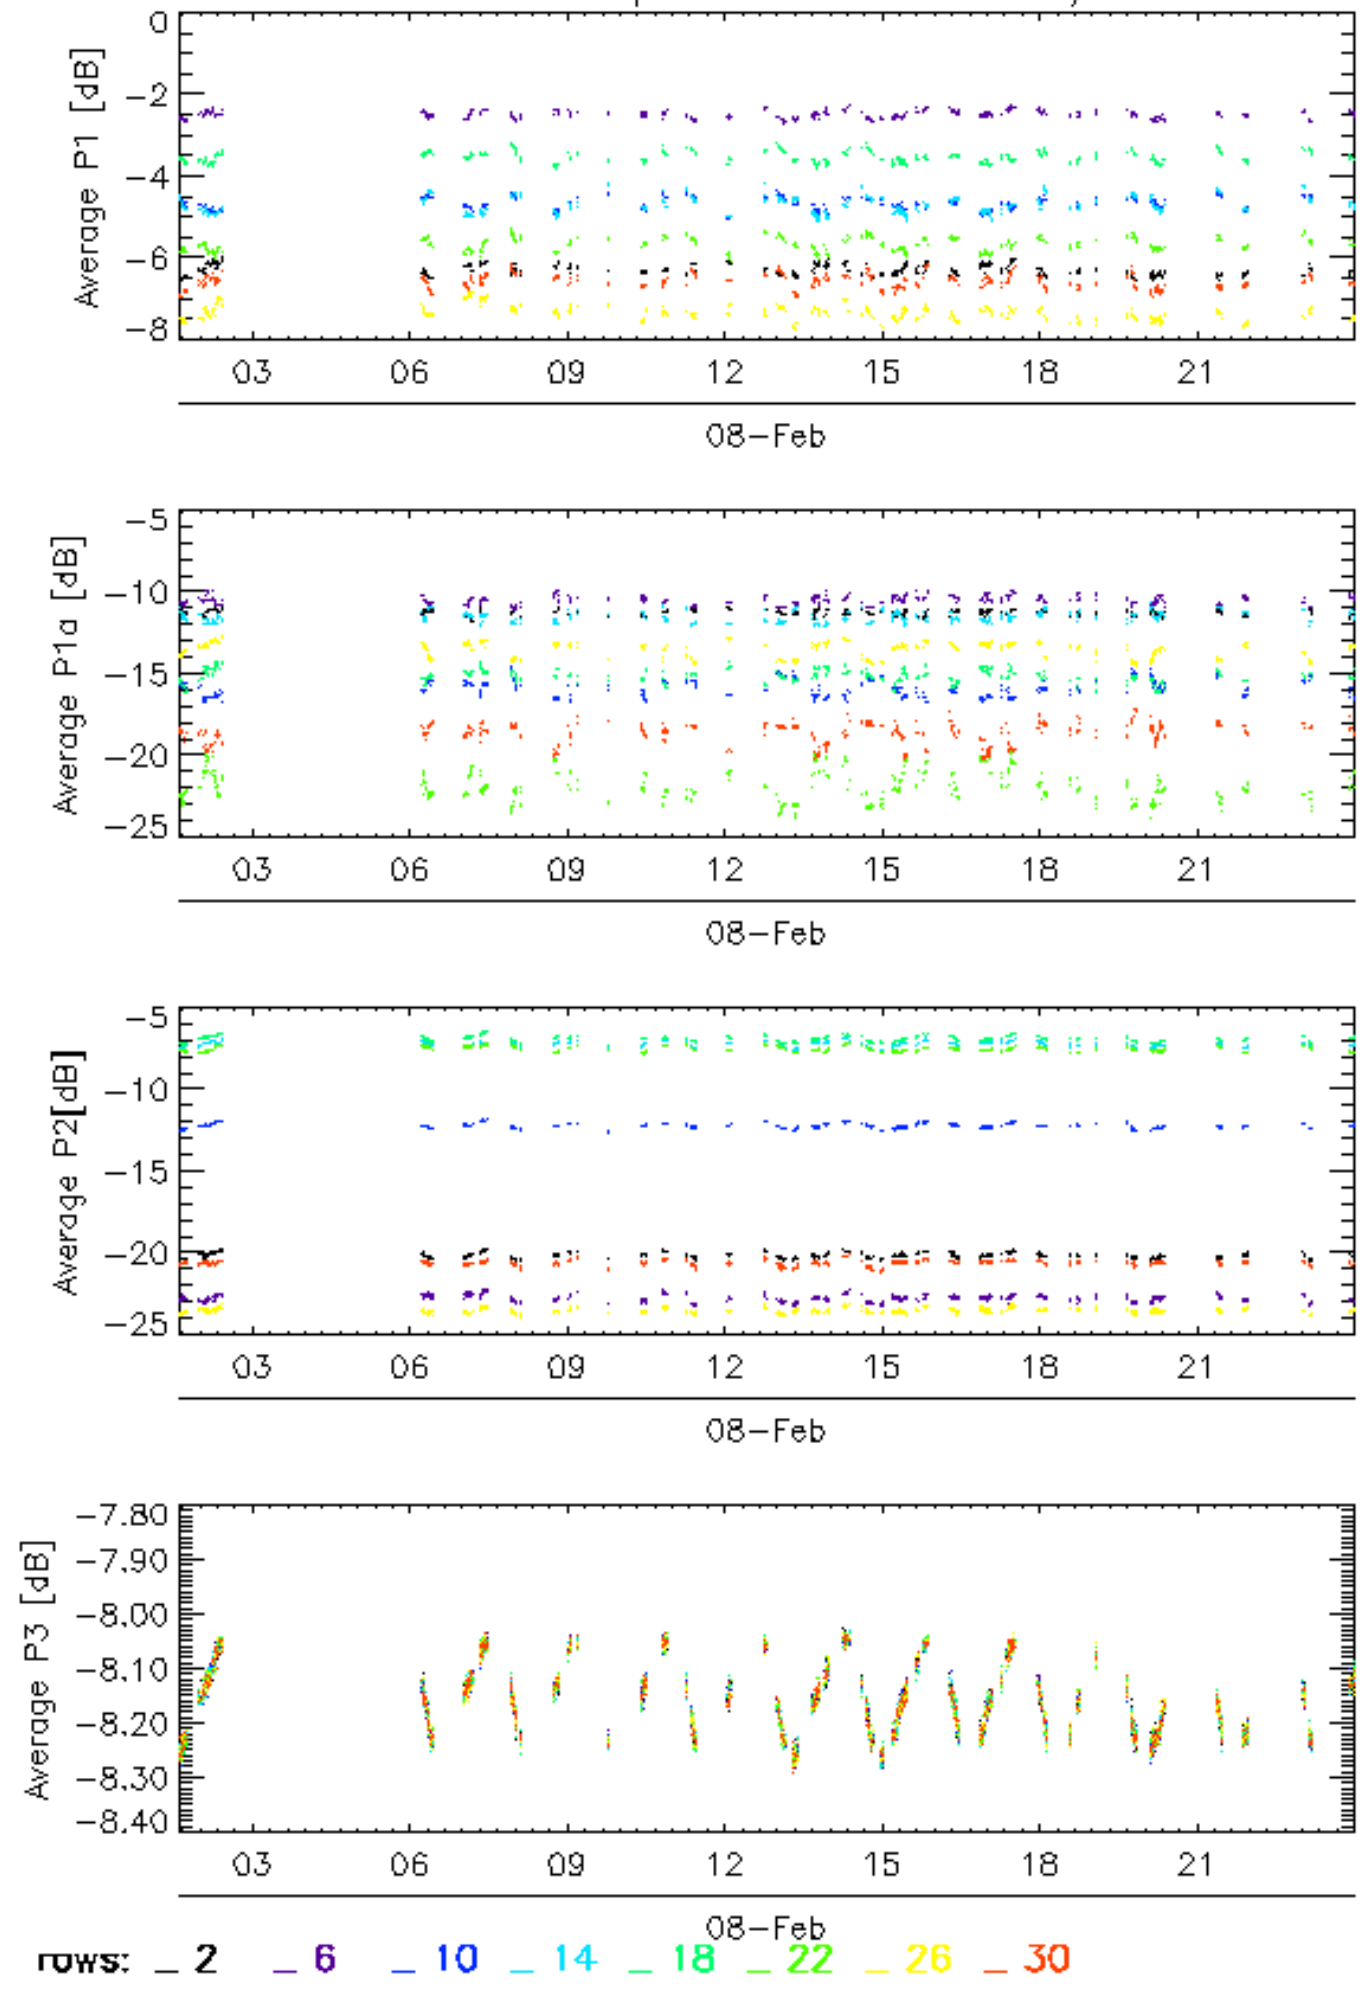 0
−2
−4
−6
−8
Average P1 [dB]
03 06 09 12 15 18 21
08−Feb
−5
−10
−15
−20
−25
Average P1a [dB]
03 06 09 12 15 18 21
08−Feb
−5
−10
−15
−20
−25
Average P2[dB]
03 06 09 12 15 18 21
08−Feb
−7.80
−7.90
−8.00
−8.10
−8.20
−8.30
−8.40
Average P3 [dB]
03 06 09 12 15 18 21
08−Feb
rows: _ 2 _ 6 _ 10 _ 14 _ 18 _ 22 _ 26 _ 30